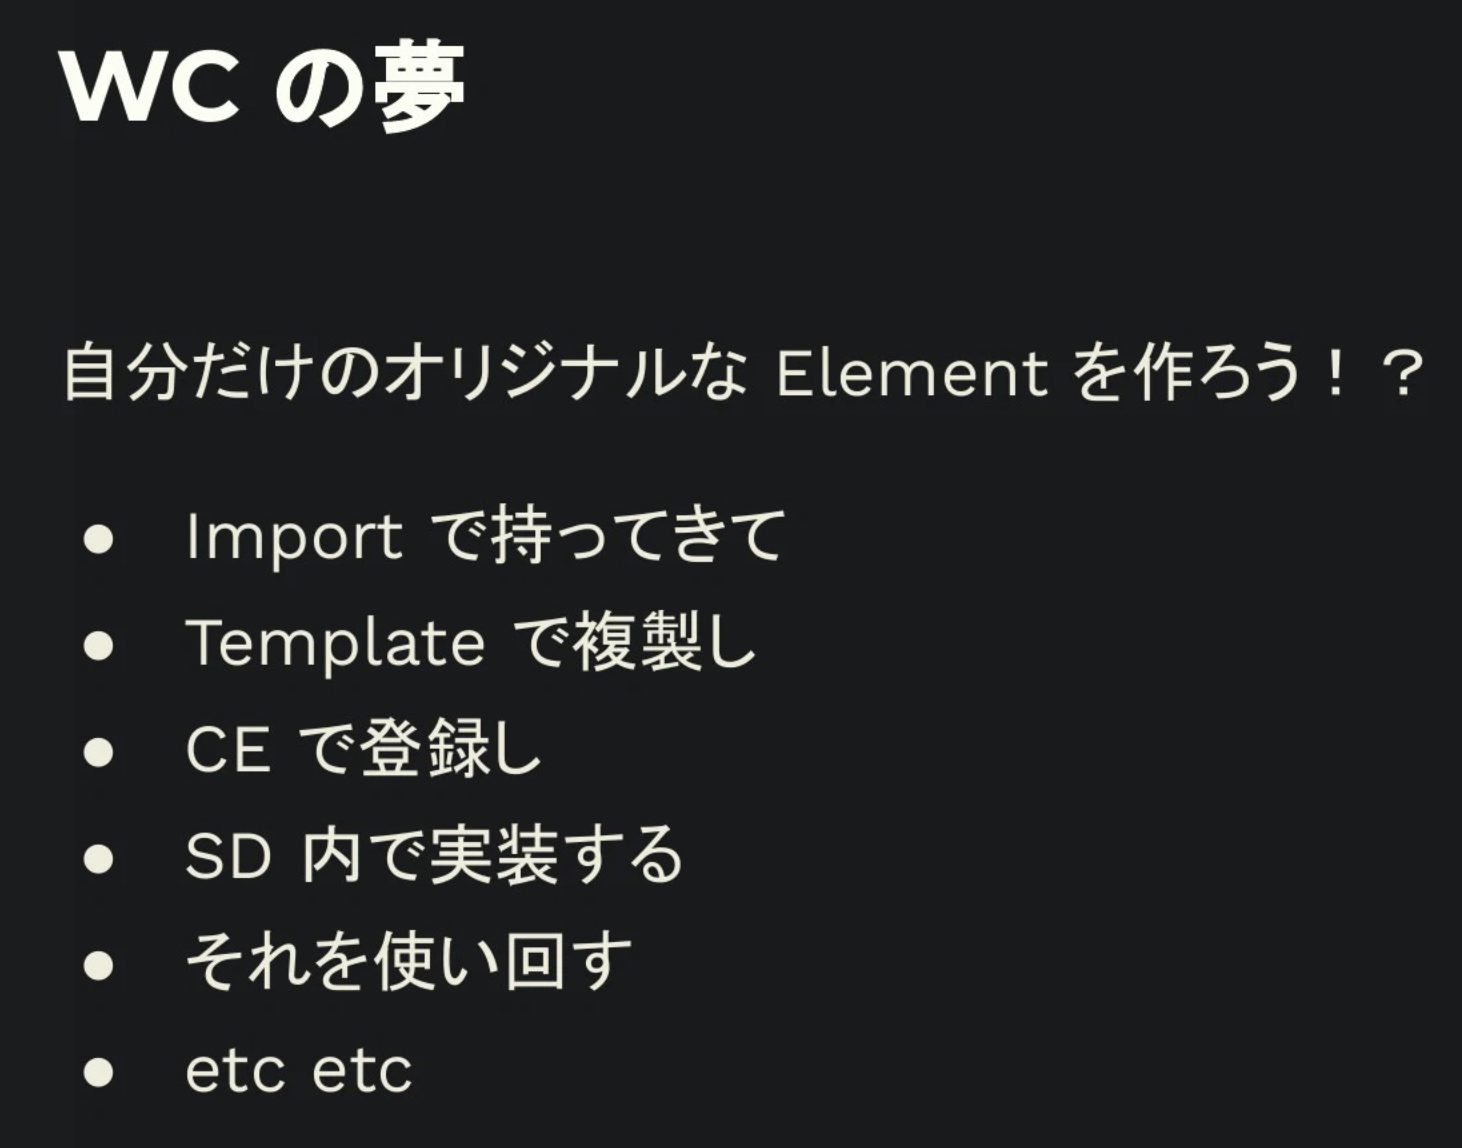 WC の夢
自分だけのオリジナルな Element を作ろう！？
● Import で持ってきて
● Template で複製し
● CE で登録し
● SD 内で実装する
● それを使い回す
● etc etc